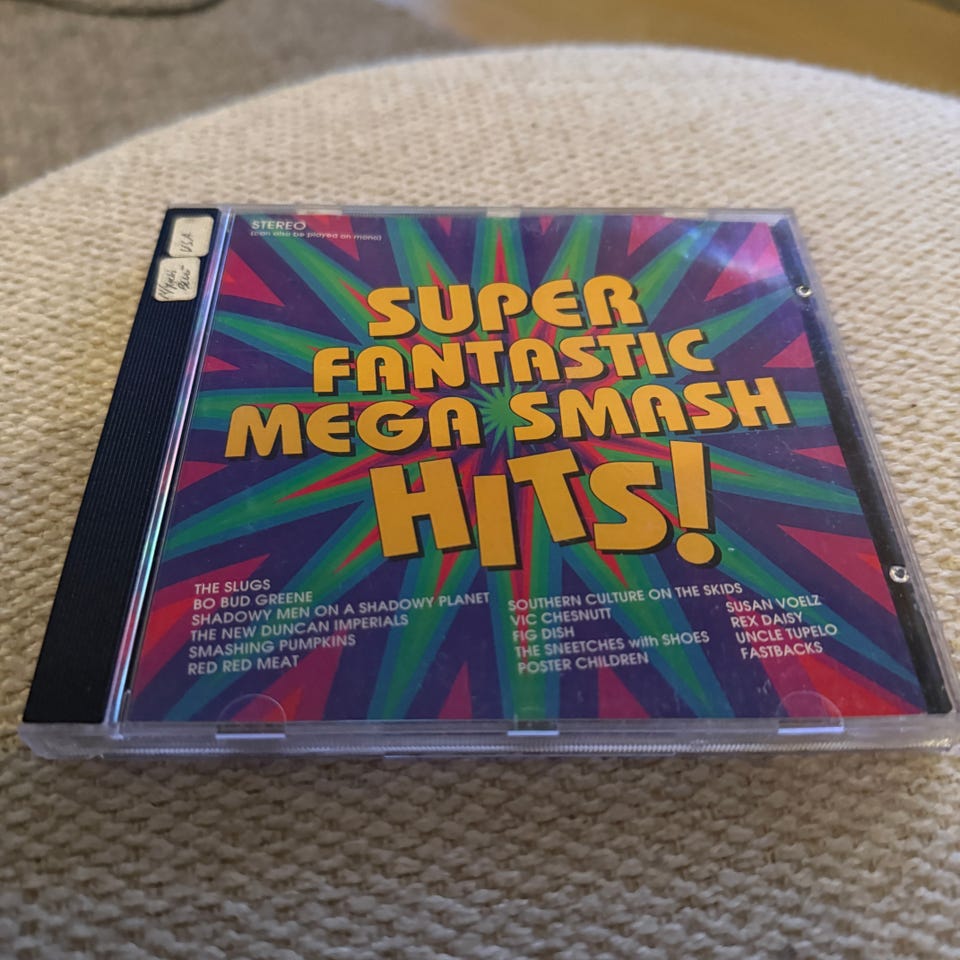 USA
STEREO
(can also be played on mono)
SUPER
FANTASTIC
MEGA SMASH
HITS!
THE SLUGS
BO BUD GREENE
SHADOWY MEN ON A SHADOWY PLANET
THE NEW DUNCAN IMPERIALS
SMASHING PUMPKINS
RED RED MEAT
SOUTHERN CULTURE ON THE SKIDS
VIC CHESNUTT
FIG DISH
THE SNEETCHES with SHOES
POSTER CHILDREN
SUSAN VOELZ
REX DAISY
UNCLE TUPELO
FASTBACKS